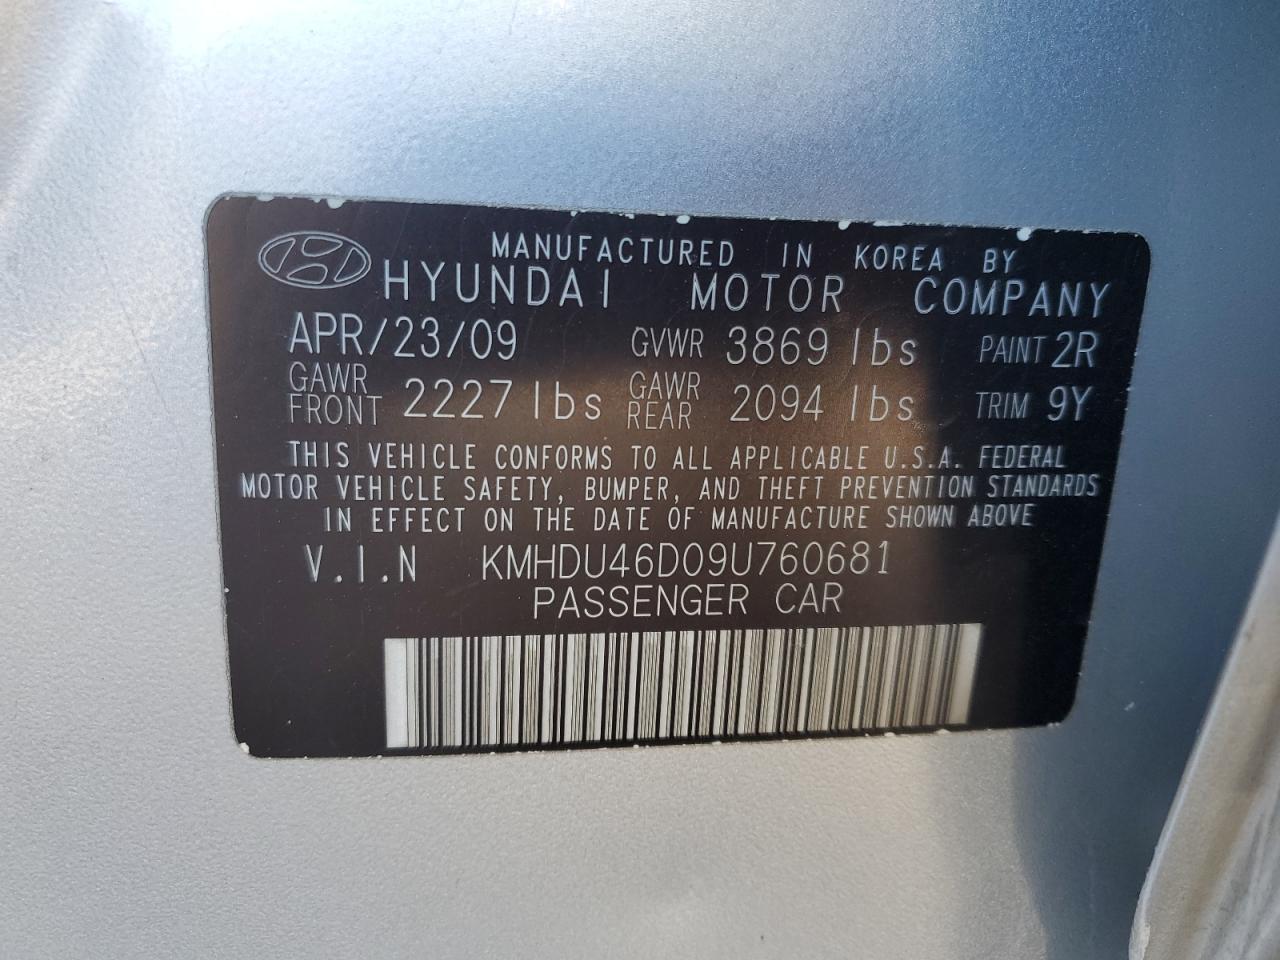 MANUFACTURED IN KOREA BY
HYUNDAI MOTOR COMPANY
APR/23/09 GVWR 3869 lbs PAINT 2R
GAWR FRONT 2227 lbs GAWR REAR 2094 lbs TRIM 9Y
THIS VEHICLE CONFORMS TO ALL APPLICABLE U.S.A. FEDERAL
MOTOR VEHICLE SAFETY, BUMPER, AND THEFT PREVENTION STANDARDS
IN EFFECT ON THE DATE OF MANUFACTURE SHOWN ABOVE
V.I.N KMHDU46D09U760681
PASSENGER CAR